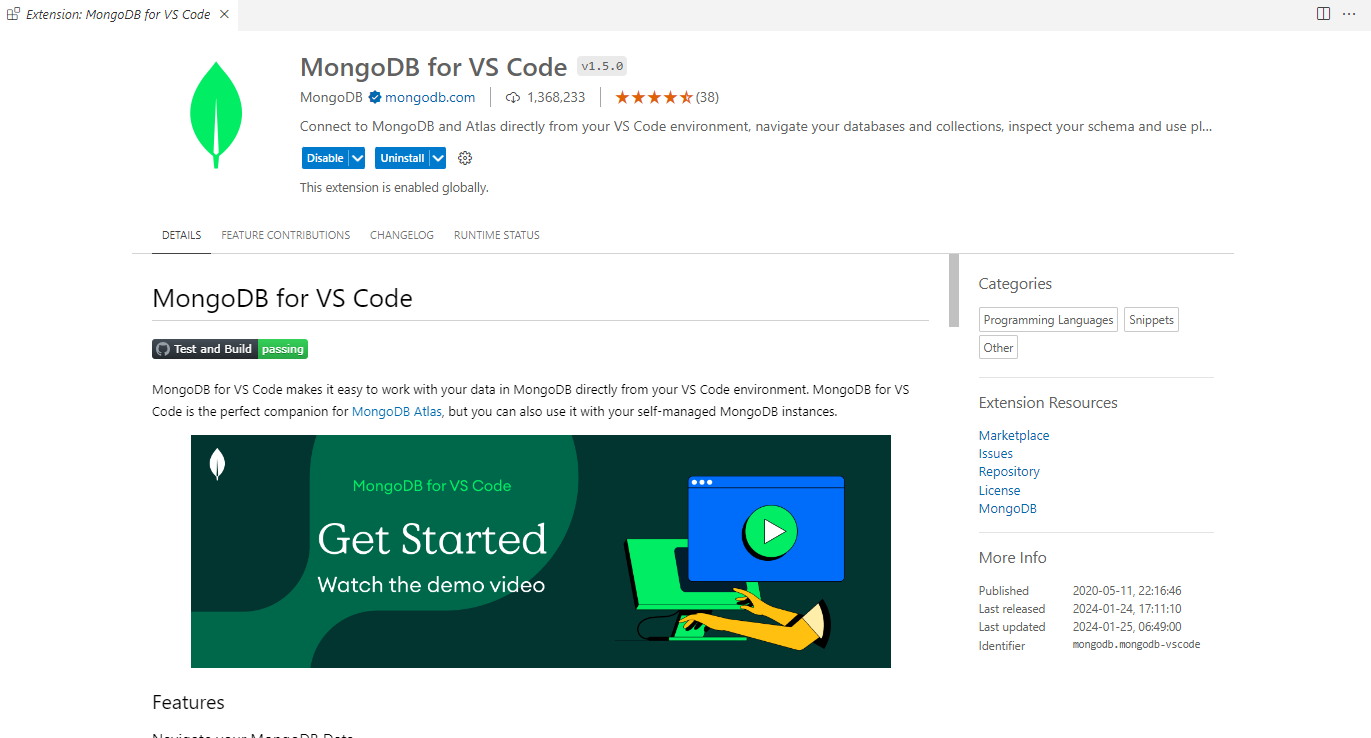 Extension: MongoDB for VS Code
MongoDB for VS Code v1.5.0
MongoDB mongodb.com 1,368,233 (38)
Connect to MongoDB and Atlas directly from your VS Code environment, navigate your databases and collections, inspect your schema and use pl...
Disable Uninstall
This extension is enabled globally.
DETAILS FEATURE CONTRIBUTIONS CHANGELOG RUNTIME STATUS
MongoDB for VS Code
Test and Build passing
MongoDB for VS Code makes it easy to work with your data in MongoDB directly from your VS Code environment. MongoDB for VS
Code is the perfect companion for MongoDB Atlas, but you can also use it with your self-managed MongoDB instances.
MongoDB for VS Code
Get Started
Watch the demo video
Features
Navigate your MongoDB Data
Categories
Programming Languages Snippets
Other
Extension Resources
Marketplace
Issues
Repository
License
MongoDB
More Info
Published 2020-05-11, 22:16:46
Last released 2024-01-24, 17:11:10
Last updated 2024-01-25, 06:49:00
Identifier mongodb.mongodb-vscode